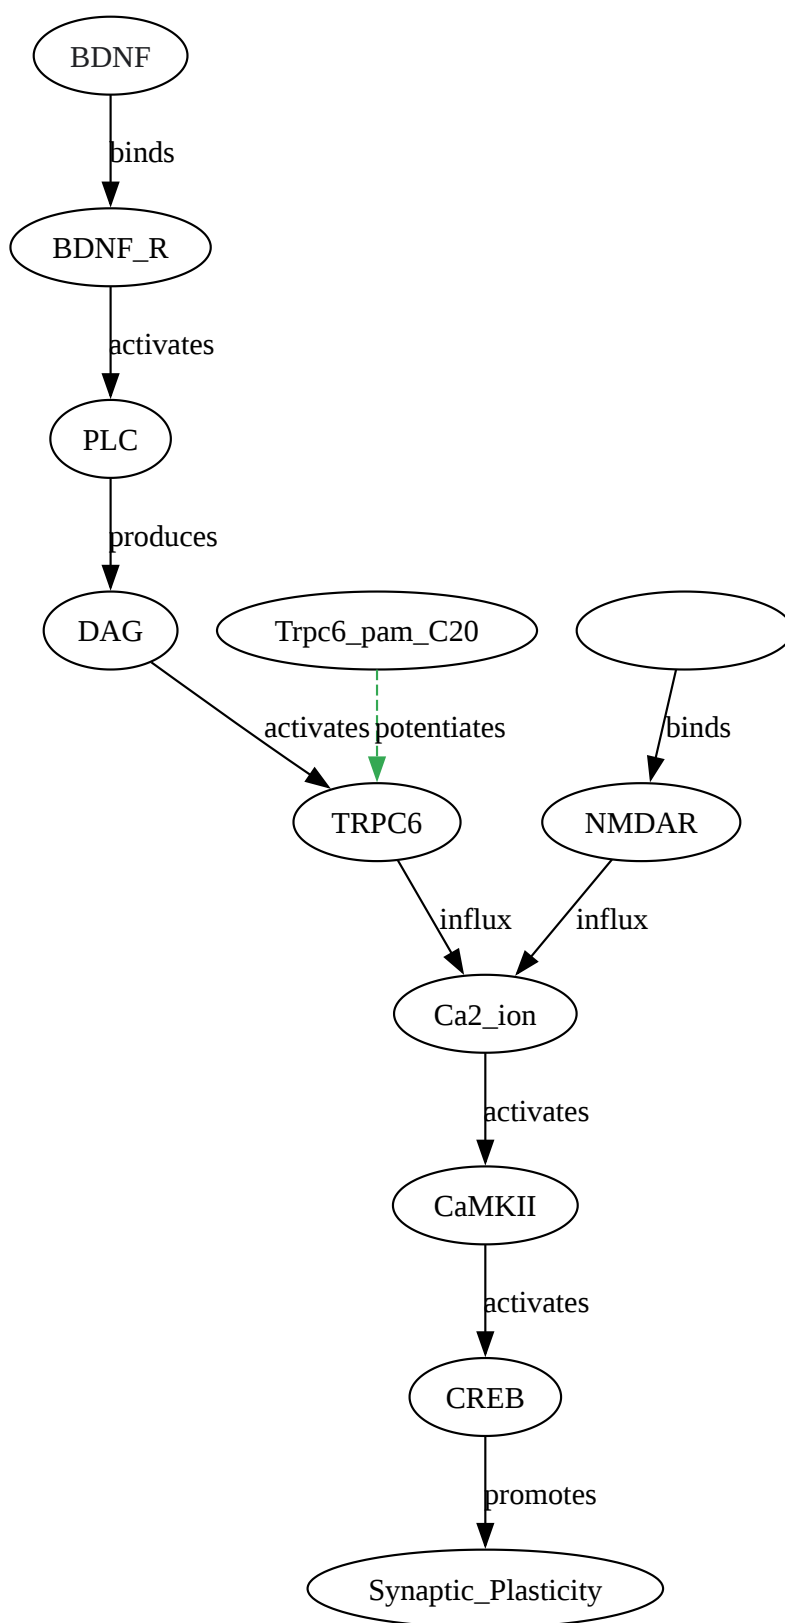 BDNF
binds
BDNF_R
activates
PLC
produces
DAG
Trpc6_pam_C20
activates
potentiates
binds
TRPC6
NMDAR
influx
influx
Ca2_ion
activates
CaMKII
activates
CREB
promotes
Synaptic_Plasticity